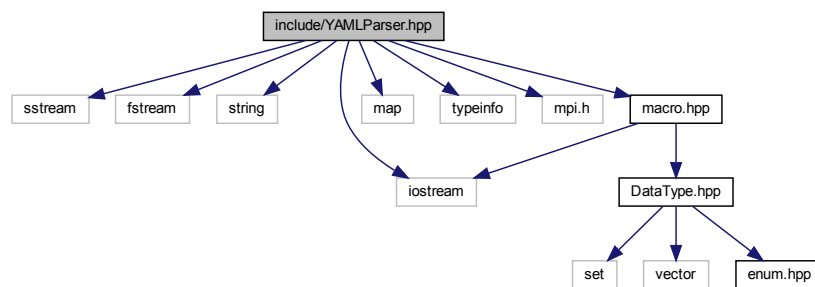 include/YAMLParser.hpp
sstream
fstream
string
map
typeinfo
mpi.h
macro.hpp
iostream
DataType.hpp
set
vector
enum.hpp